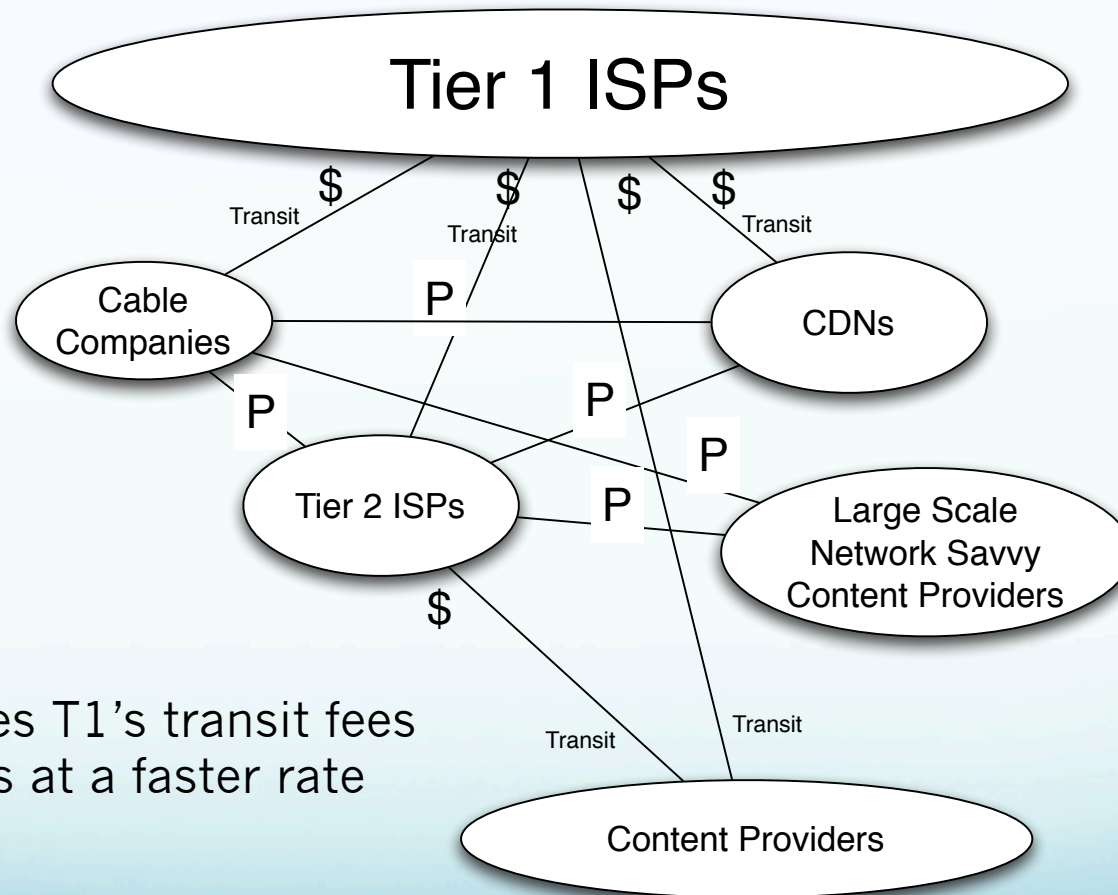 Tier 1 ISPs
$
$
$
$
Transit
Transit
Transit
P
Cable
Companies
CDNs
P
P
P
P
Tier 2 ISPs
Large Scale
Network Savvy
Content Providers
$
es T1's transit fees
s at a faster rate
Transit
Transit
Content Providers